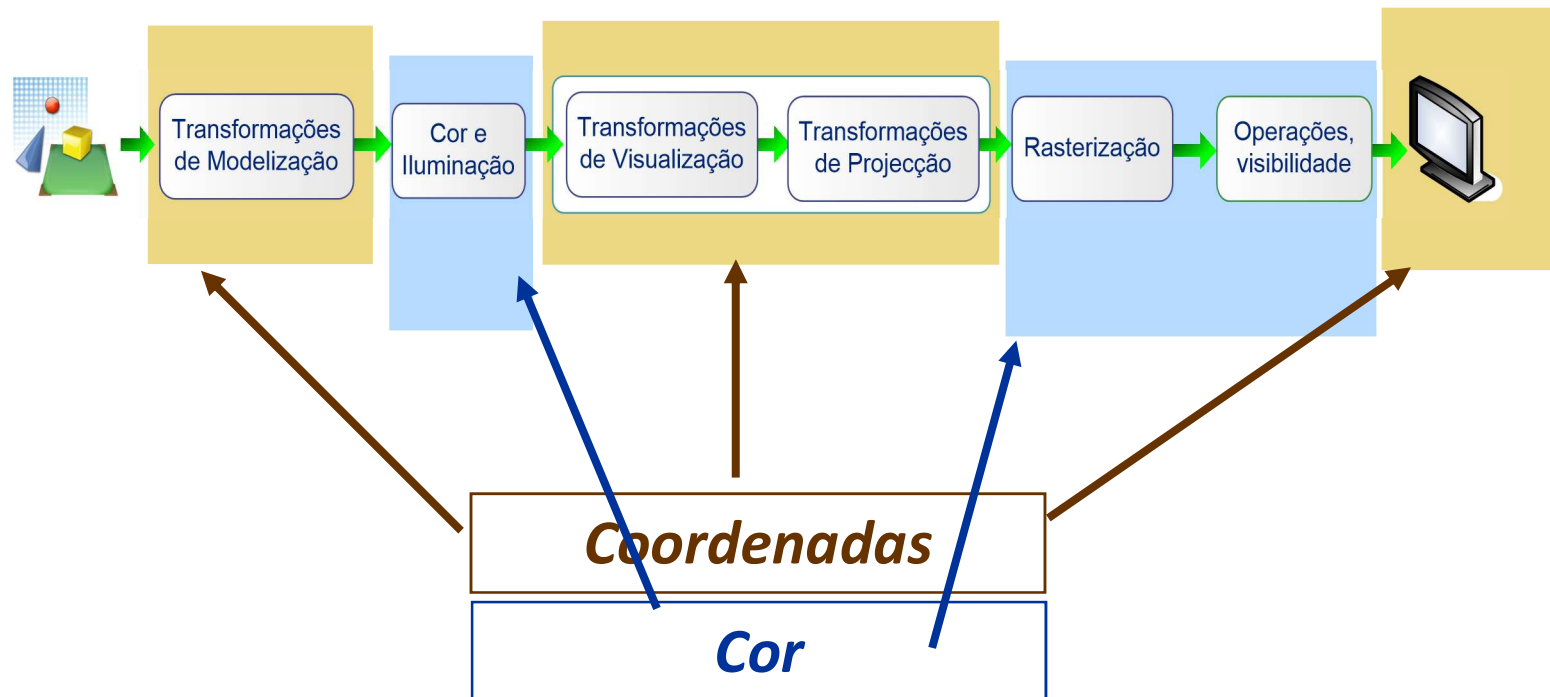 Transformações
de Modelização
Cor e
Iluminação
Transformações
de Visualização
Transformações
de Projecção
Rasterização
Operações,
visibilidade
Coordenadas
Cor